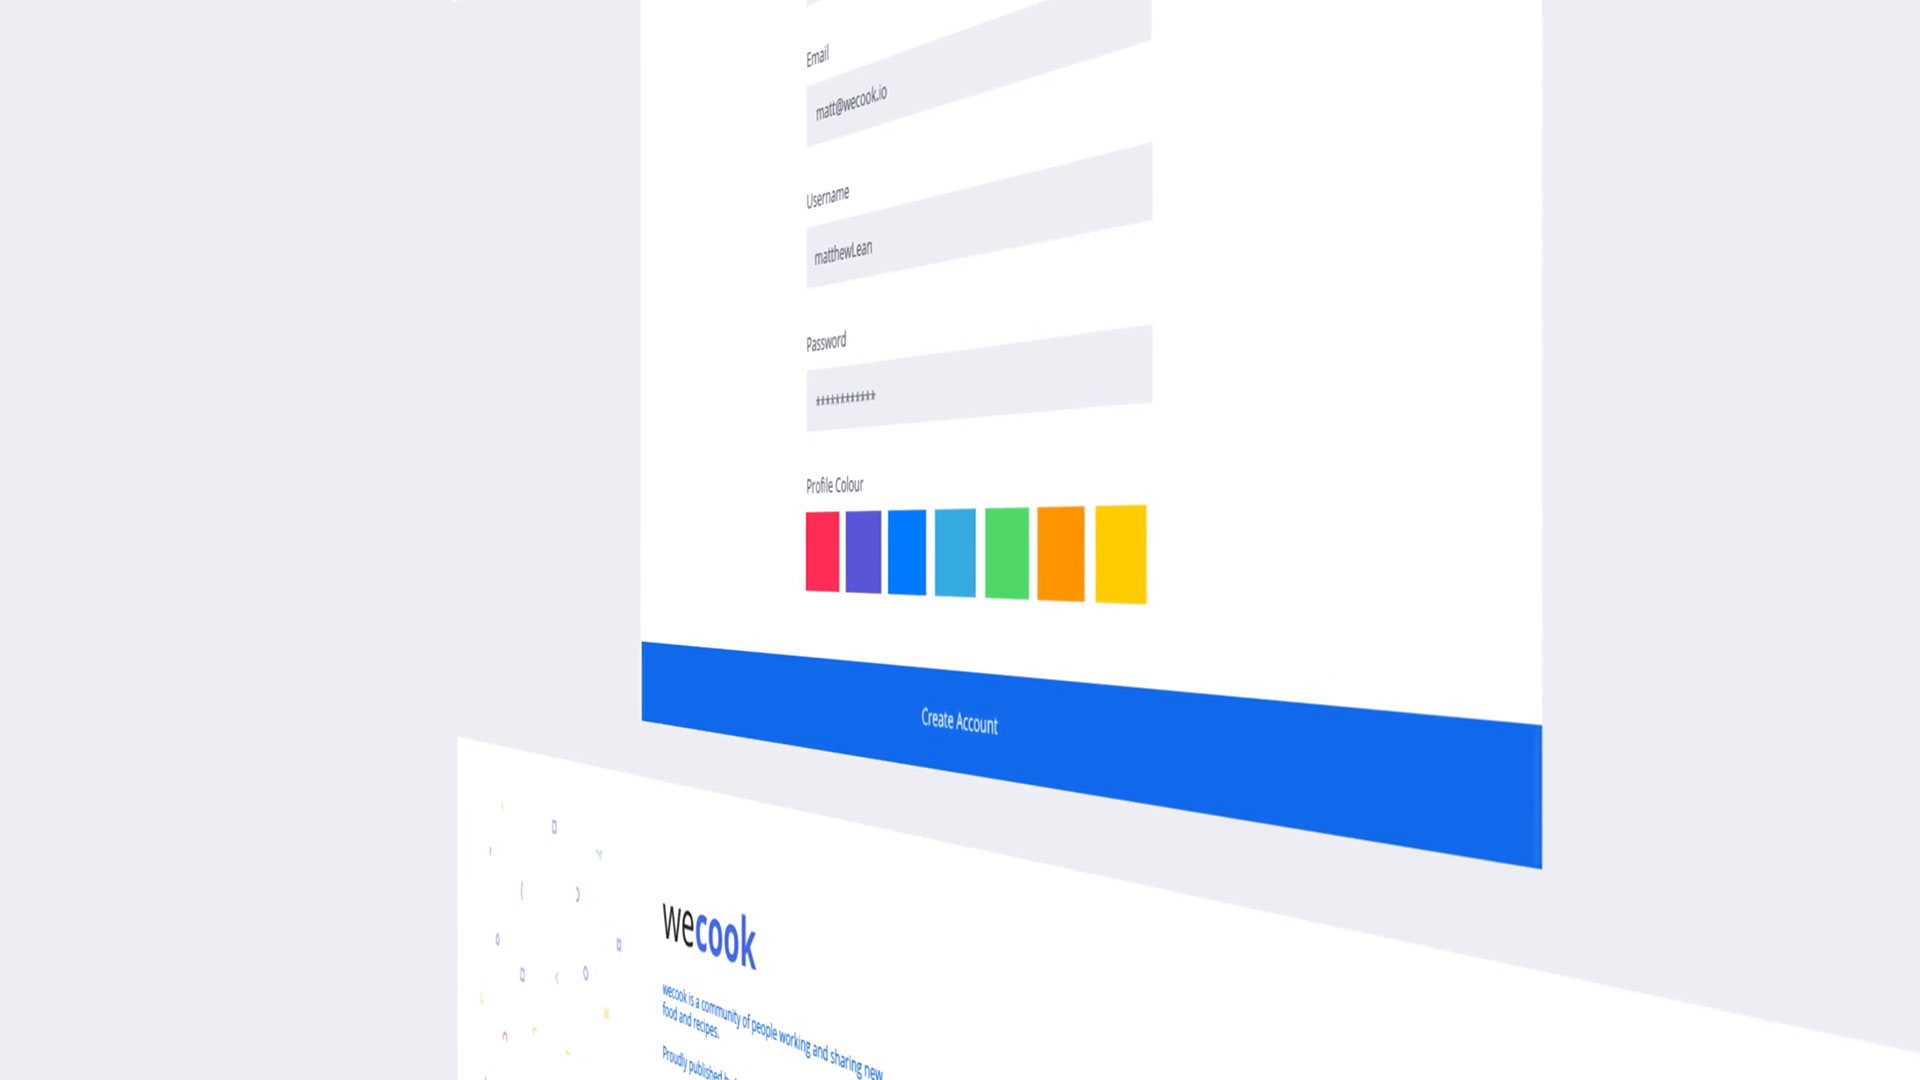 Email
matt@wecook.io
Username
matthewLean
Password
************
Profile Colour
Create Account
wecook
wecook is a community of people working and sharing new
food and recipes.
Proudly published